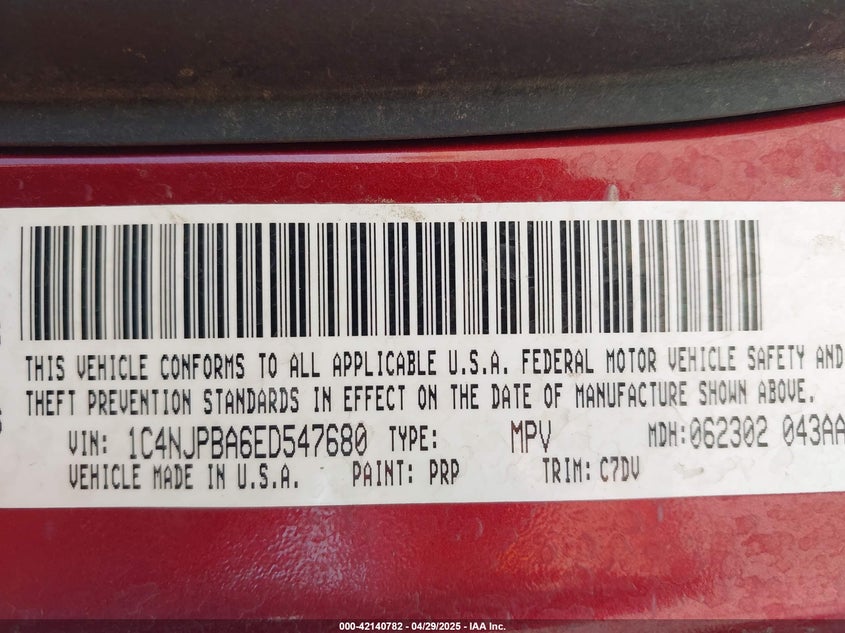 THIS VEHICLE CONFORMS TO ALL APPLICABLE U.S.A. FEDERAL MOTOR VEHICLE SAFETY AND
THEFT PREVENTION STANDARDS IN EFFECT ON THE DATE OF MANUFACTURE SHOWN ABOVE.
VIN: 1C4NJPBA6ED547680 TYPE: MPV MDH: 062302 043AA
VEHICLE MADE IN U.S.A. PAINT: PRP TRIM: C7DV
000-42140782 - 04/29/2025 - IAA Inc.